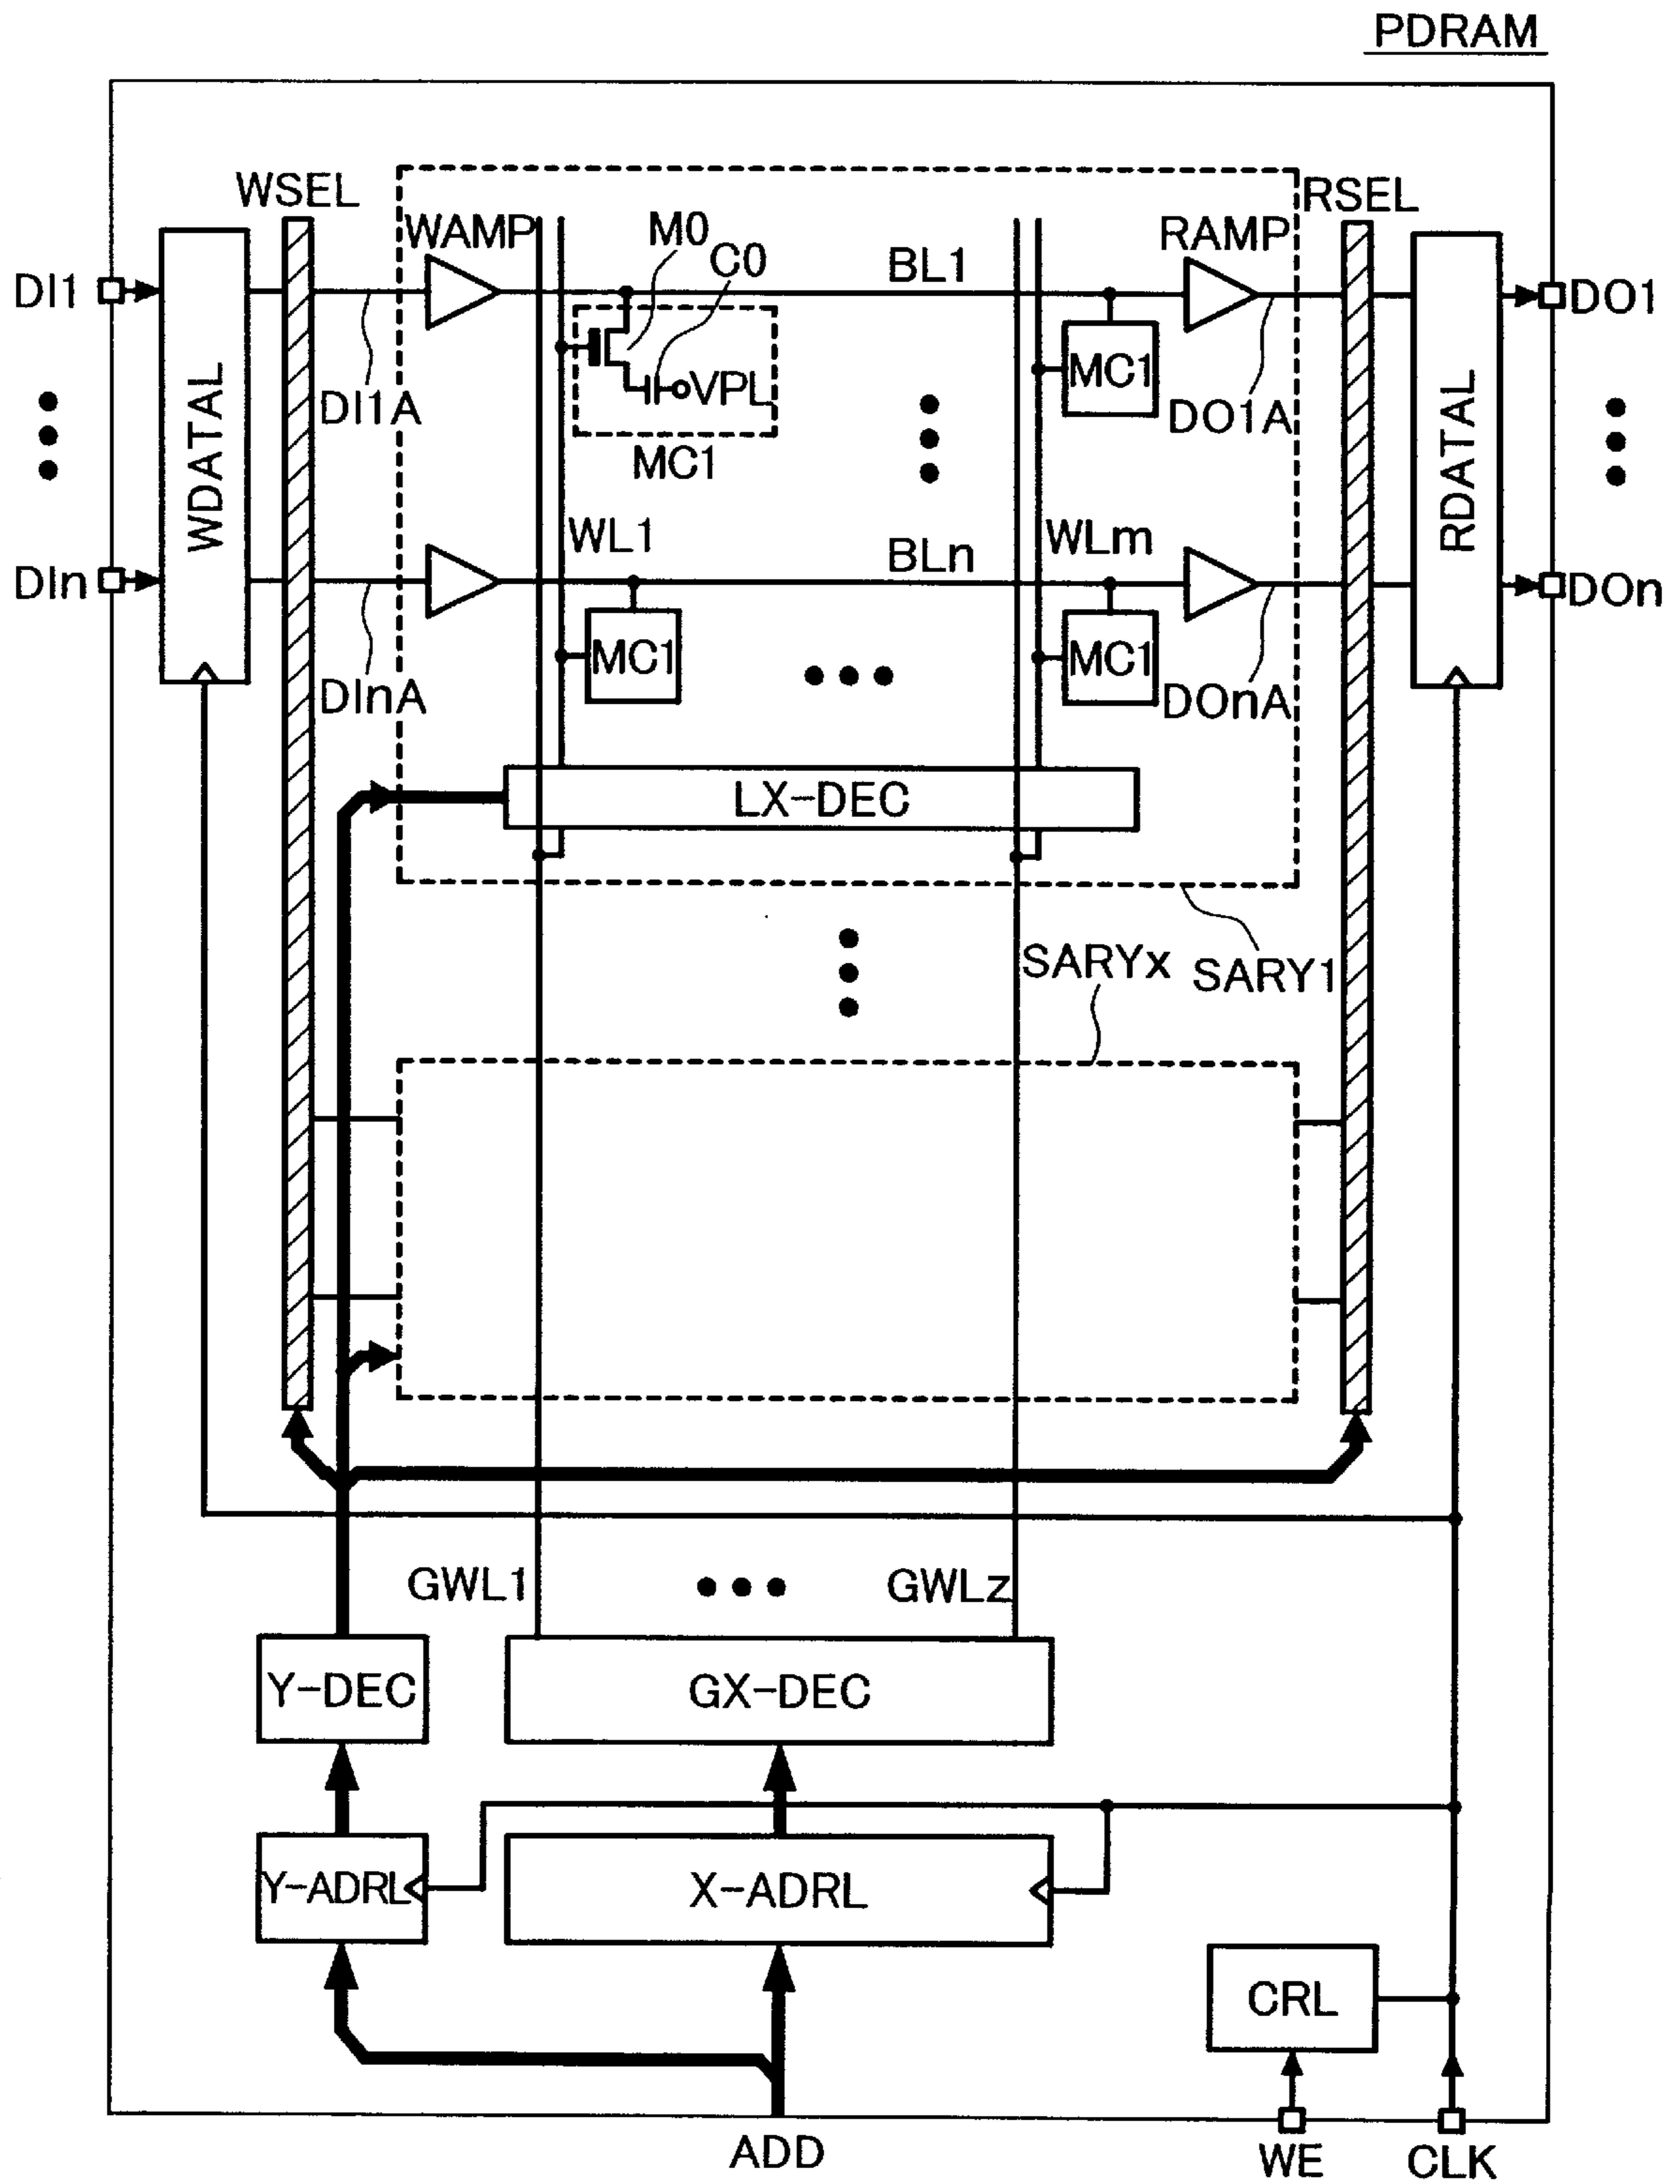 PDRAM
WSEL
RSEL
WAMP
M0
C0
BL1
RAMP
DI1
DO1
WDATAL
DI1A
VPL
MC1
MC1
DO1A
RDATAL
WL1
BLn
WLm
DIn
DOn
MC1
MC1
DInA
DOnA
LX-DEC
SARYx
SARY1
GWL1
GWLz
Y-DEC
GX-DEC
Y-ADRL
X-ADRL
CRL
ADD
WE
CLK